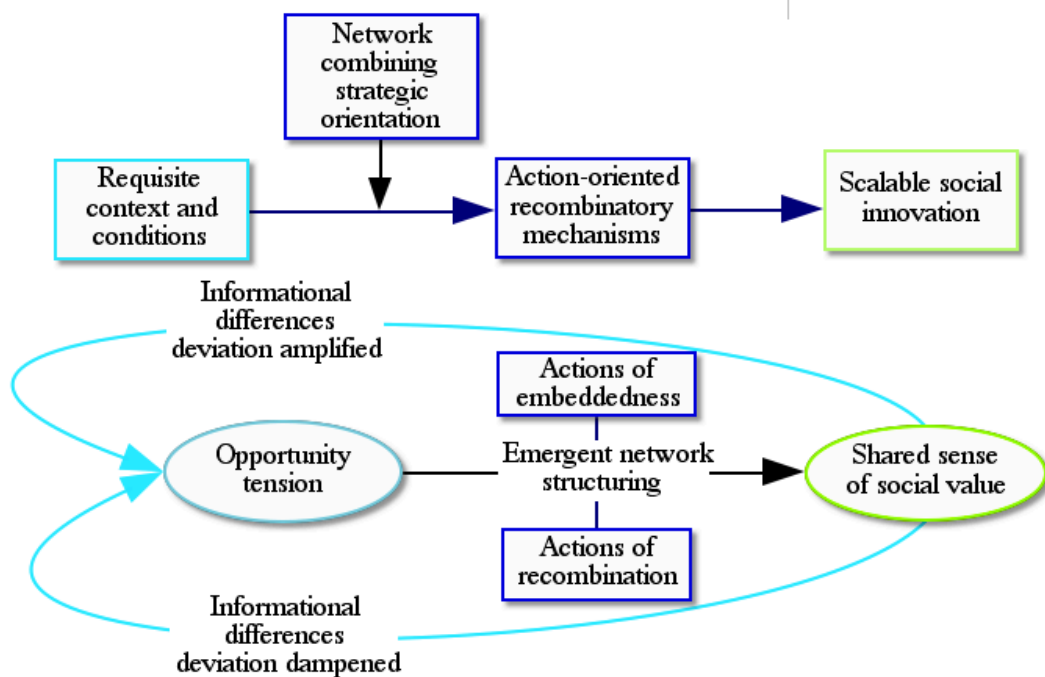 Network
combining
strategic
orientation
Requisite
context and
conditions
Action-oriented
recombinatory
mechanisms
Scalable social
innovation
Informational
differences
deviation amplified
Actions of
embeddedness
Opportunity
tension
Emergent network
structuring
Shared sense
of social value
Actions of
recombination
Informational
differences
deviation dampened